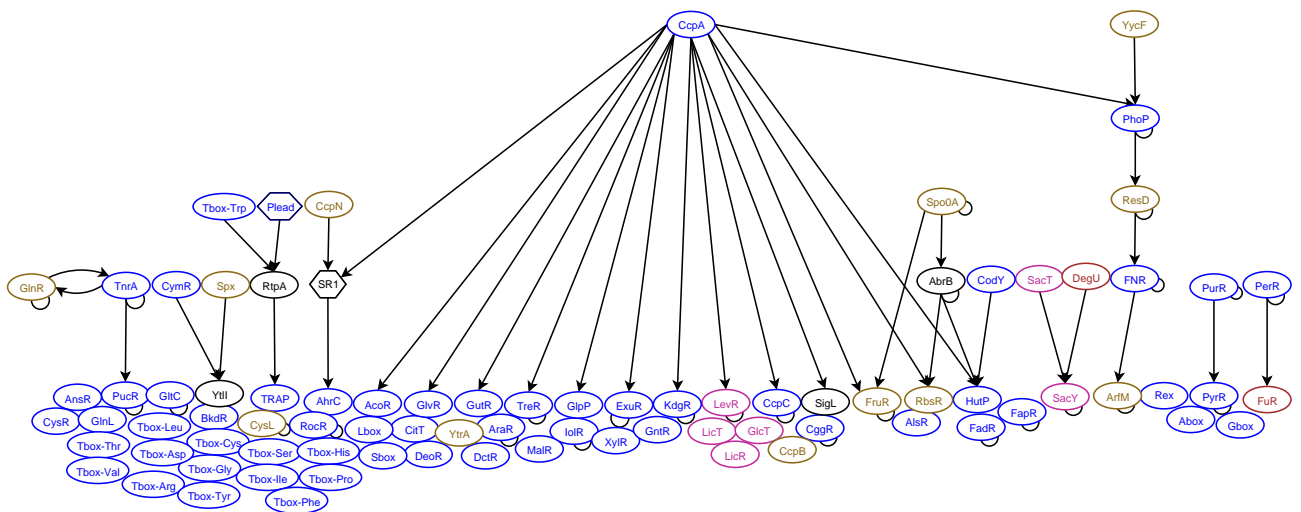 CcpA
YycF
PhoP
Tbox-Trp
Plead
CcpN
Spo0A
ResD
GlnR
TnrA
CymR
Spx
RtpA
SR1
AbrB
CodY
SacT
DegU
FNR
PurR
PerR
AnsR
PucR
GltC
YtlI
TRAP
AhrC
AcoR
GlvR
GutR
TreR
GlpP
ExuR
KdgR
LevR
CcpC
SigL
FruR
RbsR
HutP
SacY
ArfM
Rex
PyrR
FuR
CysR
GlnL
Tbox-Leu
BkdR
CysL
RocR
Lbox
CitT
YtrA
AraR
IolR
XylR
GntR
LicT
GlcT
CggR
AlsR
FadR
FapR
Abox
Gbox
Tbox-Thr
Tbox-Asp
Tbox-Cys
Tbox-Ser
Tbox-His
Sbox
DeoR
DctR
MalR
LicR
CcpB
Tbox-Val
Tbox-Arg
Tbox-Gly
Tbox-Ile
Tbox-Pro
Tbox-Tyr
Tbox-Phe